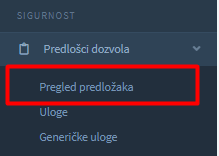 SIGURNOST
Predlošci dozvola
Pregled predložaka
Uloge
Generičke uloge